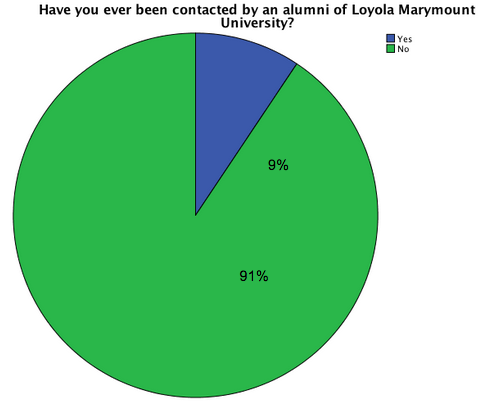 Have you ever been contacted by an alumni of Loyola Marymount
University?
Yes
No
9%
91%